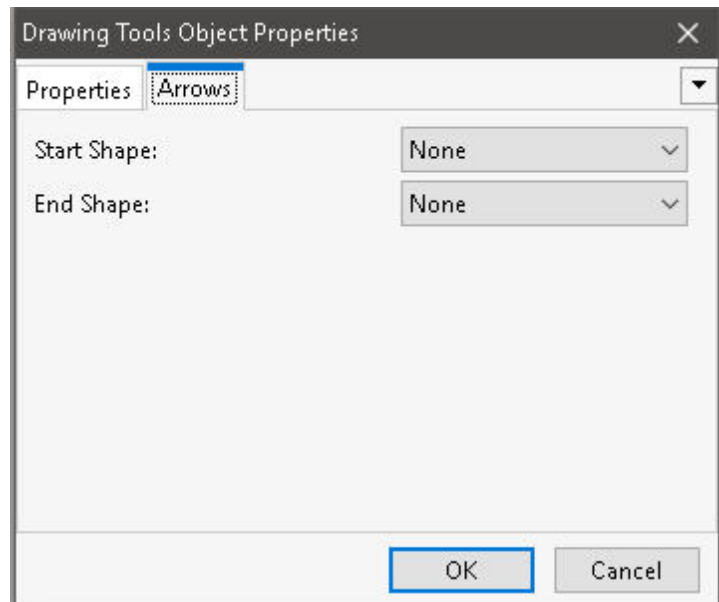 Drawing Tools Object Properties
Properties Arrows
Start Shape: None
End Shape: None
OK Cancel